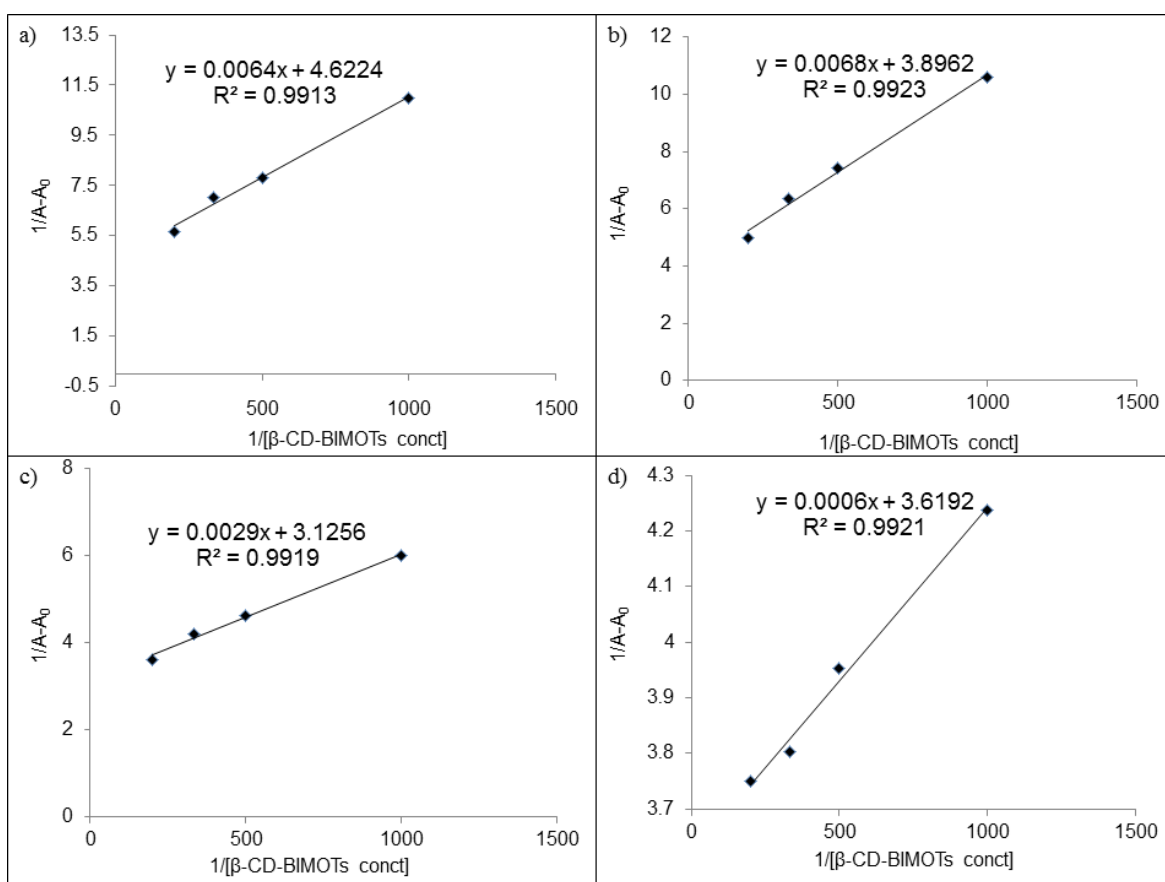 a)
13.5
11.5
9.5
7.5
5.5
3.5
1.5
-0.5
y = 0.0064x + 4.6224
R² = 0.9913
1/A-A₀
0 500 1000 1500
1/[β-CD-BIMOTs conct]
b)
12
10
8
6
4
2
0
y = 0.0068x + 3.8962
R² = 0.9923
1/A-A₀
0 500 1000 1500
1/[β-CD-BIMOTs conct]
c)
8
6
4
2
0
y = 0.0029x + 3.1256
R² = 0.9919
1/A-A₀
0 500 1000 1500
1/[β-CD-BIMOTs conct]
d)
4.3
4.2
4.1
4
3.9
3.8
3.7
y = 0.0006x + 3.6192
R² = 0.9921
1/A-A₀
0 500 1000 1500
1/[β-CD-BIMOTs conct]